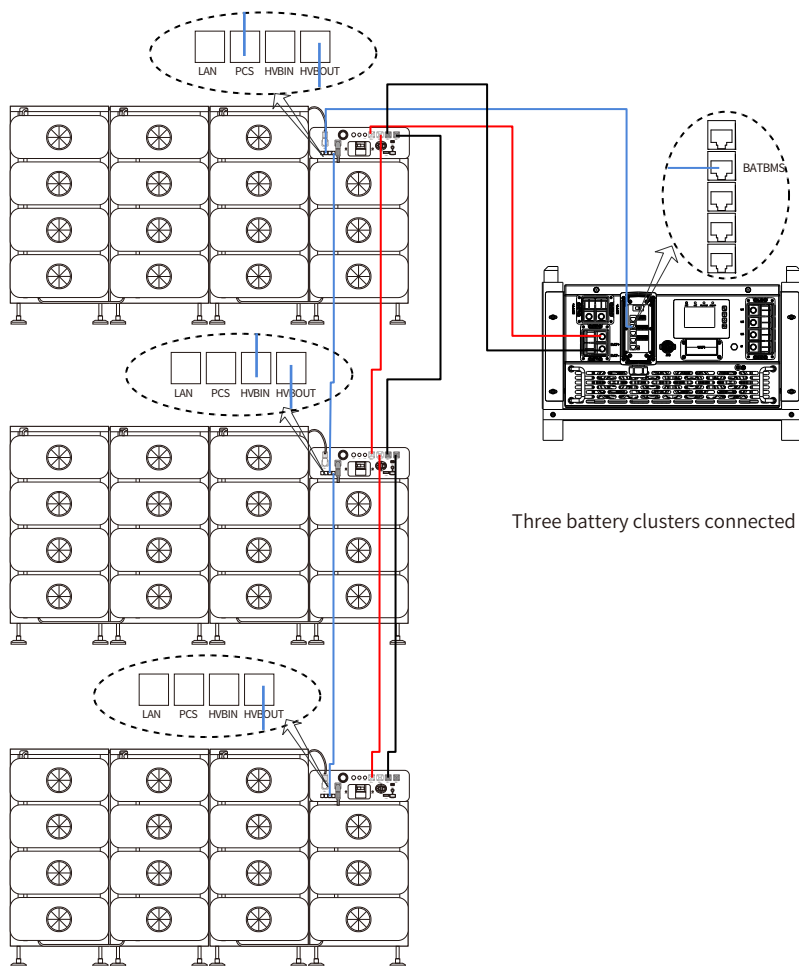 LAN PCS HVBIN HVBOUT
BATBMS
LAN PCS HVBIN HVBOUT
Three battery clusters connected
LAN PCS HVBIN HVBOUT